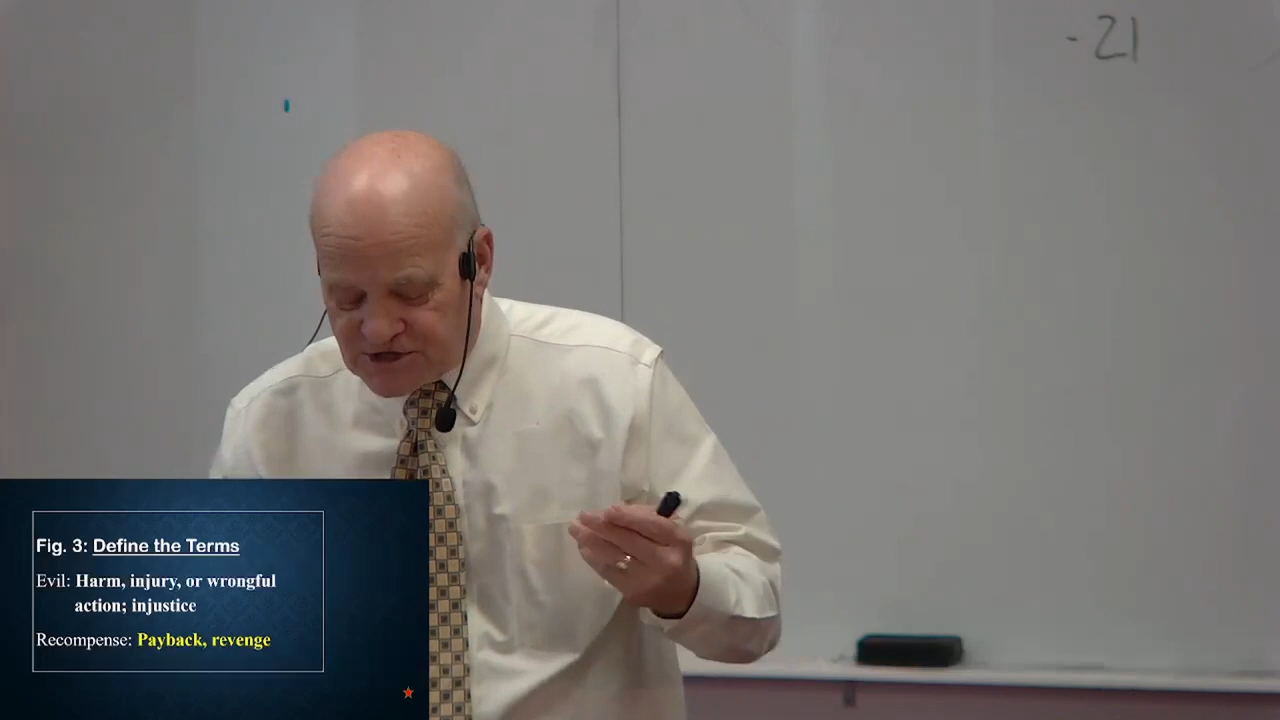 -21
Fig. 3: Define the Terms
Evil: Harm, injury, or wrongful
action; injustice
Recompense: Payback, revenge